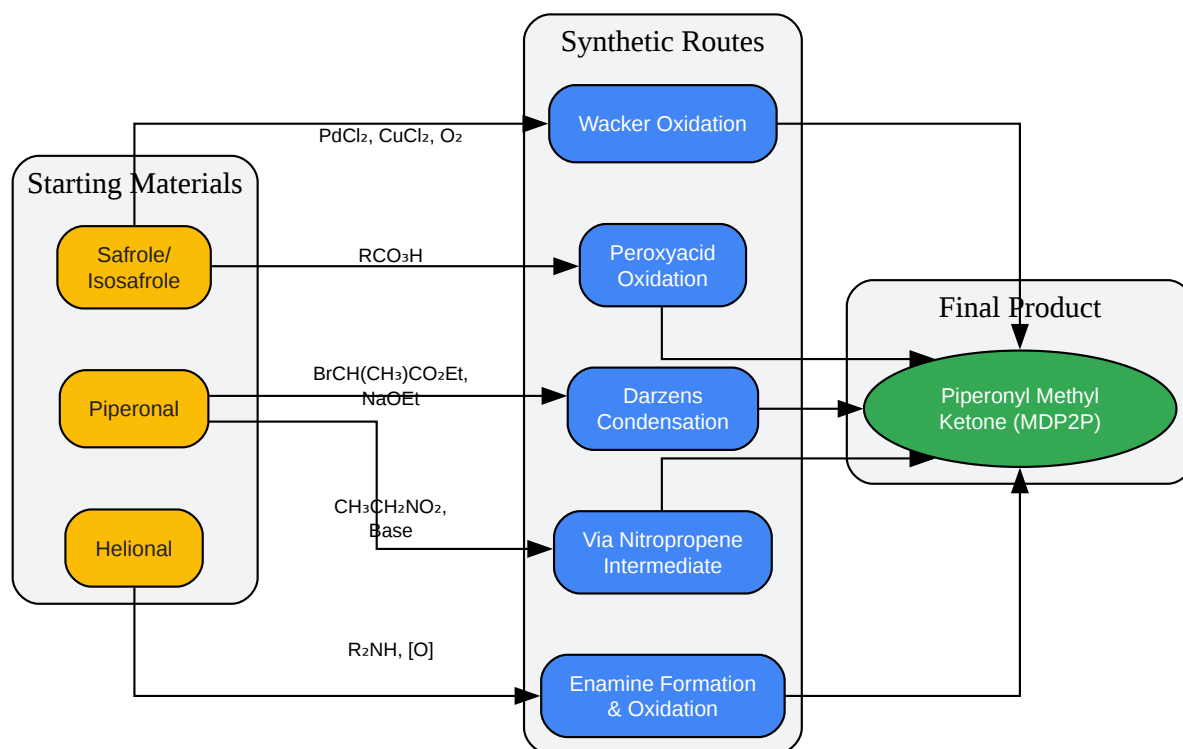 Synthetic Routes
Wacker Oxidation
PdCl₂, CuCl₂, O₂
Starting Materials
Safrole/
Isosafrole
RCO₃H
Peroxyacid
Oxidation
Final Product
BrCH(CH₃)CO₂Et,
NaOEt
Piperonal
Darzens
Condensation
Piperonyl Methyl
Ketone (MDP2P)
CH₃CH₂NO₂,
Base
Helional
Via Nitropropene
Intermediate
R₂NH, [O]
Enamine Formation
& Oxidation